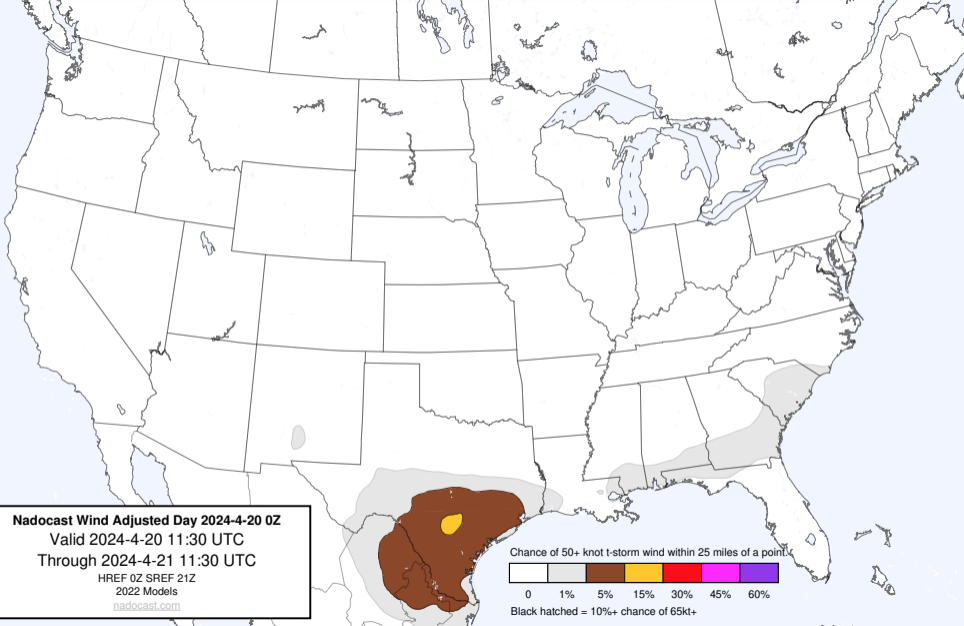 Nadocast Wind Adjusted Day 2024-4-20 0Z
Valid 2024-4-20 11:30 UTC
Through 2024-4-21 11:30 UTC
HREF 0Z SREF 21Z
2022 Models
nadocast.com
Chance of 50+ knot t-storm wind within 25 miles of a point.
0 1% 5% 15% 30% 45% 60%
Black hatched = 10%+ chance of 65kt+